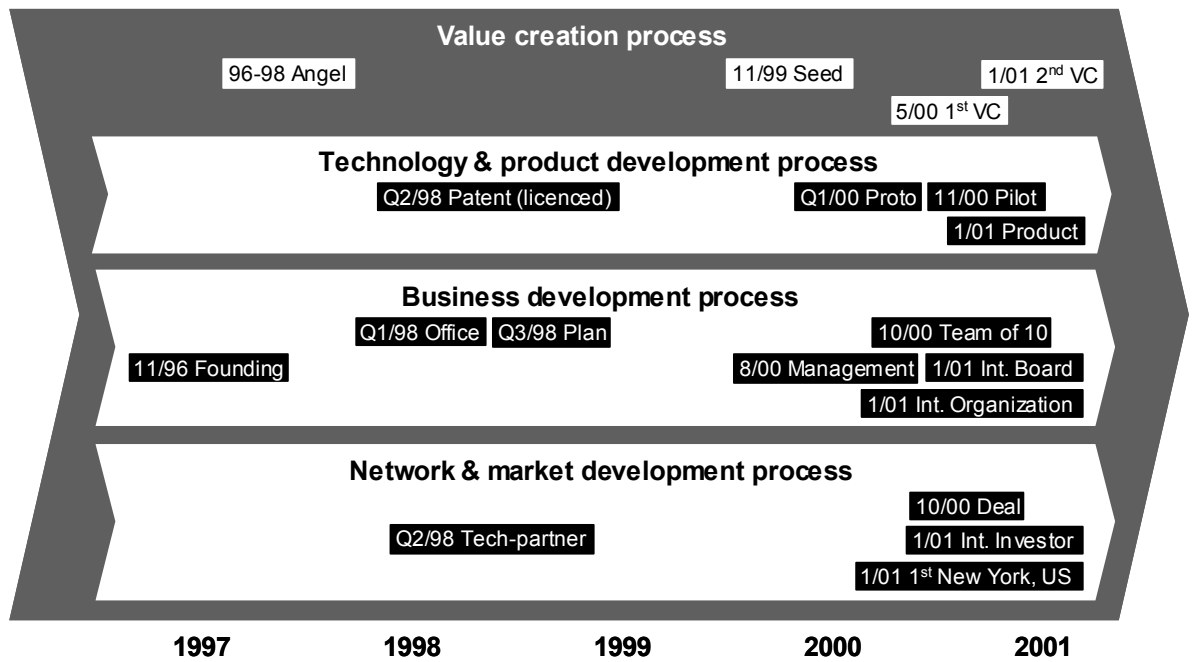 Value creation process
96-98 Angel
11/99 Seed
1/01 2nd VC
5/00 1st VC
Technology & product development process
Q2/98 Patent (licenced)
Q1/00 Proto
11/00 Pilot
1/01 Product
Business development process
Q1/98 Office
Q3/98 Plan
10/00 Team of 10
11/96 Founding
8/00 Management
1/01 Int. Board
1/01 Int. Organization
Network & market development process
10/00 Deal
Q2/98 Tech-partner
1/01 Int. Investor
1/01 1st New York, US
1997 1998 1999 2000 2001